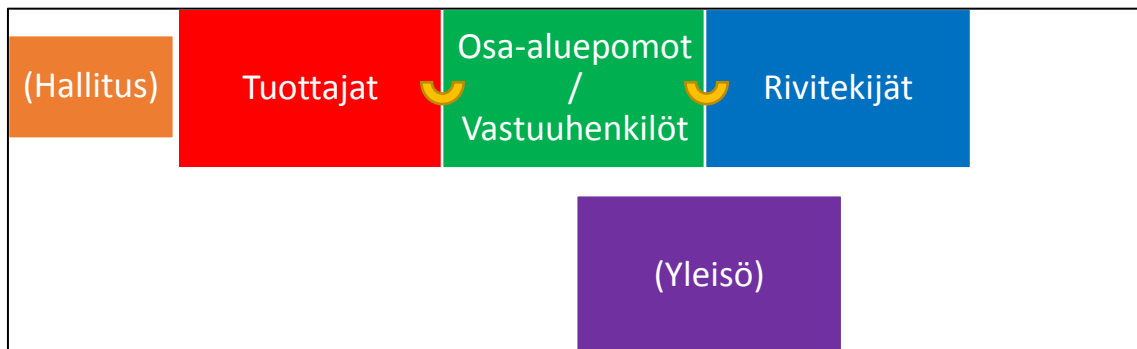 (Hallitus)
Tuottajat
Osa-aluepomot
/
Vastuuhenkilöt
Rivitekijät
(Yleisö)